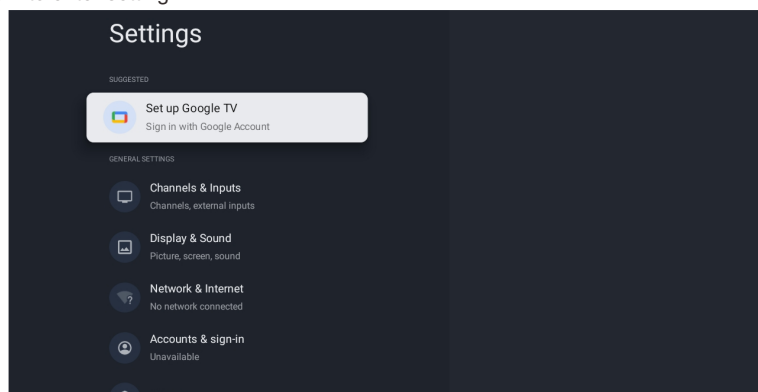 Settings
SUGGESTED
Set up Google TV
Sign in with Google Account
GENERAL SETTINGS
Channels & Inputs
Channels, external inputs
Display & Sound
Picture, screen, sound
Network & Internet
No network connected
Accounts & sign-in
Unavailable